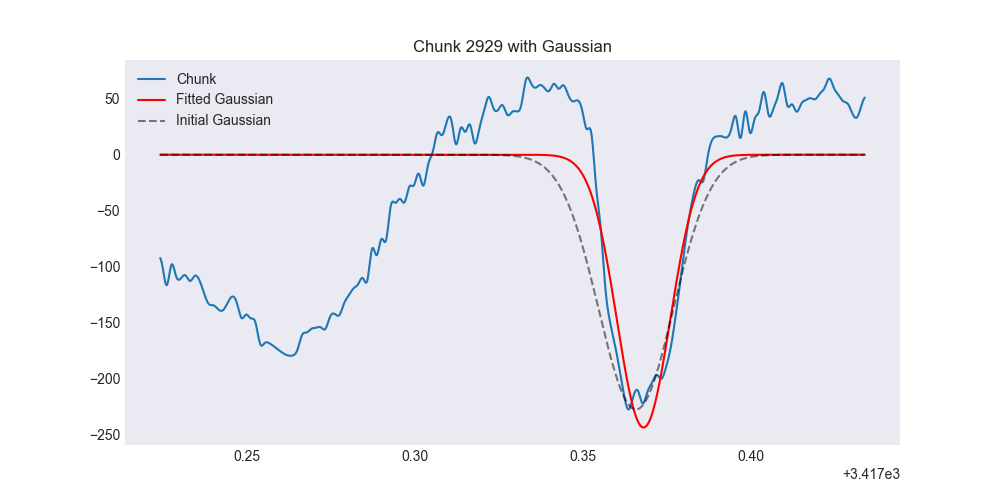 Chunk 2929 with Gaussian
Chunk
Fitted Gaussian
Initial Gaussian
50
0
−50
−100
−150
−200
−250
0.25 0.30 0.35 0.40
+3.417e3